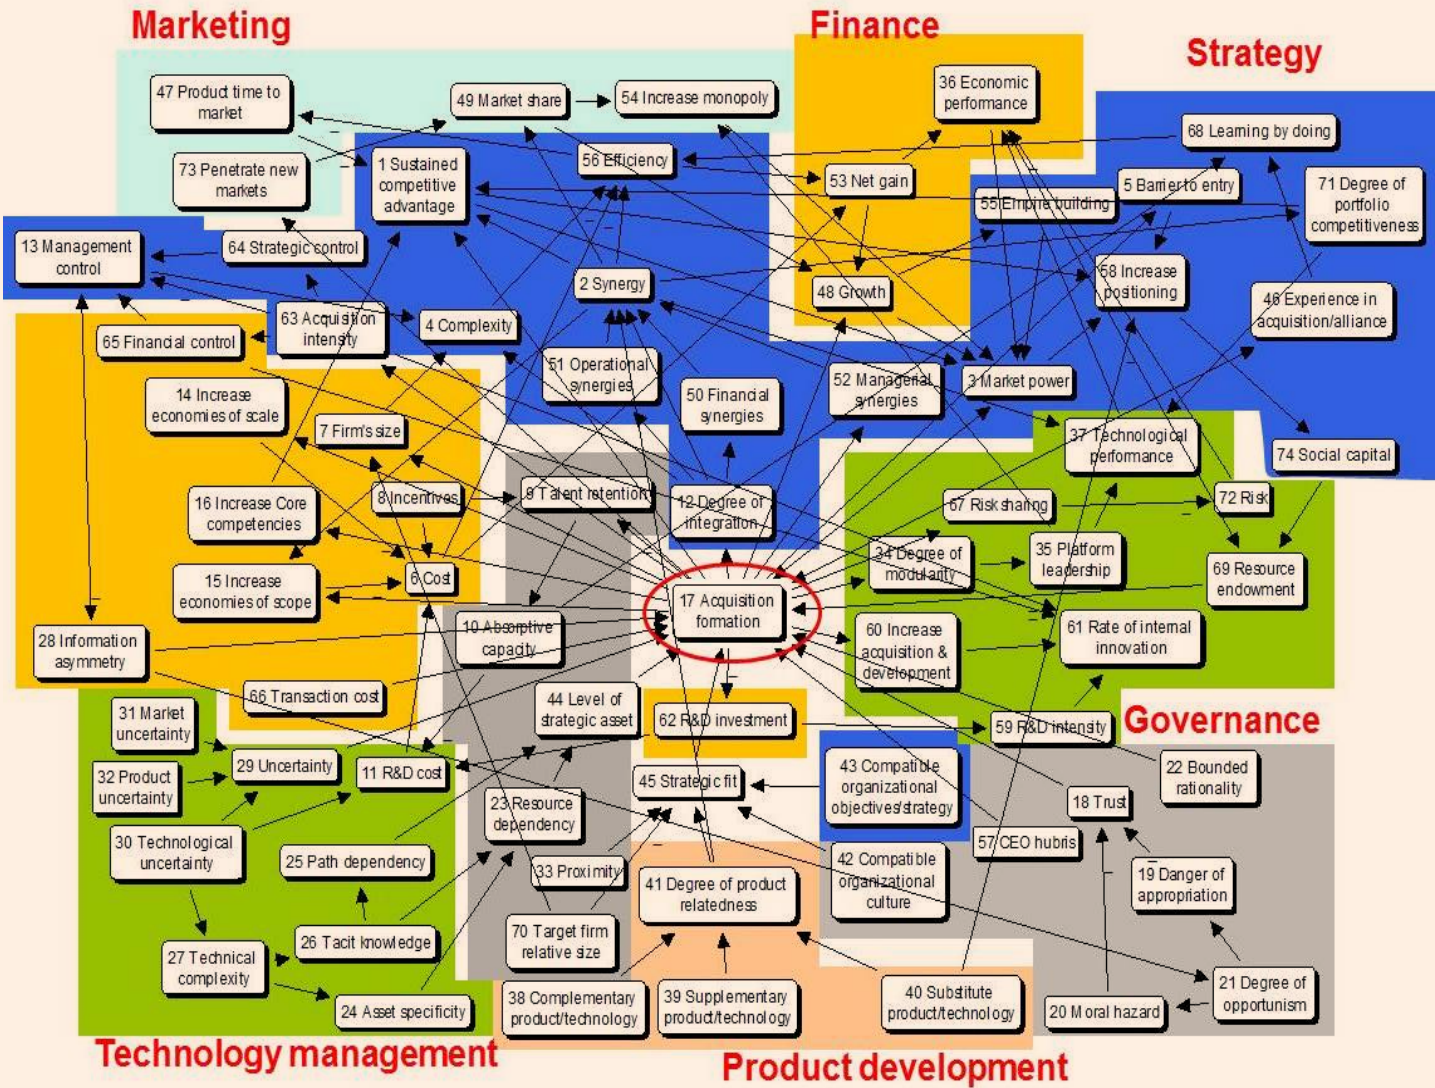 Marketing
Finance
Strategy
47 Product time to
market
49 Market share
54 Increase monopoly
36 Economic
performance
68 Learning by doing
73 Penetrate new
markets
1 Sustained
competitive
advantage
56 Efficiency
53 Net gain
55 Empire building
5 Barrier to entry
71 Degree of
portfolio
competitiveness
13 Management
control
64 Strategic control
2 Synergy
48 Growth
58 Increase
positioning
46 Experience in
acquisition/alliance
65 Financial control
63 Acquisition
intensity
4 Complexity
51 Operational
synergies
50 Financial
synergies
52 Managerial
synergies
3 Market power
14 Increase
economies of scale
7 Firm's size
37 Technological
performance
74 Social capital
16 Increase Core
competencies
8 Incentives
9 Talent retention
12 Degree of
integration
67 Risk sharing
72 Risk
34 Degree of
modularity
35 Platform
leadership
69 Resource
endowment
15 Increase
economies of scope
6 Cost
17 Acquisition
formation
28 Information
asymmetry
10 Absorptive
capacity
60 Increase
acquisition &
development
61 Rate of internal
innovation
66 Transaction cost
44 Level of
strategic asset
62 R&D investment
59 R&D intensity
Governance
31 Market
uncertainty
29 Uncertainty
11 R&D cost
32 Product
uncertainty
45 Strategic fit
43 Compatible
organizational
objectives/strategy
22 Bounded
rationality
18 Trust
23 Resource
dependency
30 Technological
uncertainty
25 Path dependency
33 Proximity
41 Degree of product
relatedness
42 Compatible
organizational
culture
57 CEO hubris
19 Danger of
appropriation
26 Tacit knowledge
70 Target firm
relative size
27 Technical
complexity
24 Asset specificity
38 Complementary
product/technology
39 Supplementary
product/technology
40 Substitute
product/technology
20 Moral hazard
21 Degree of
opportunism
Technology management
Product development